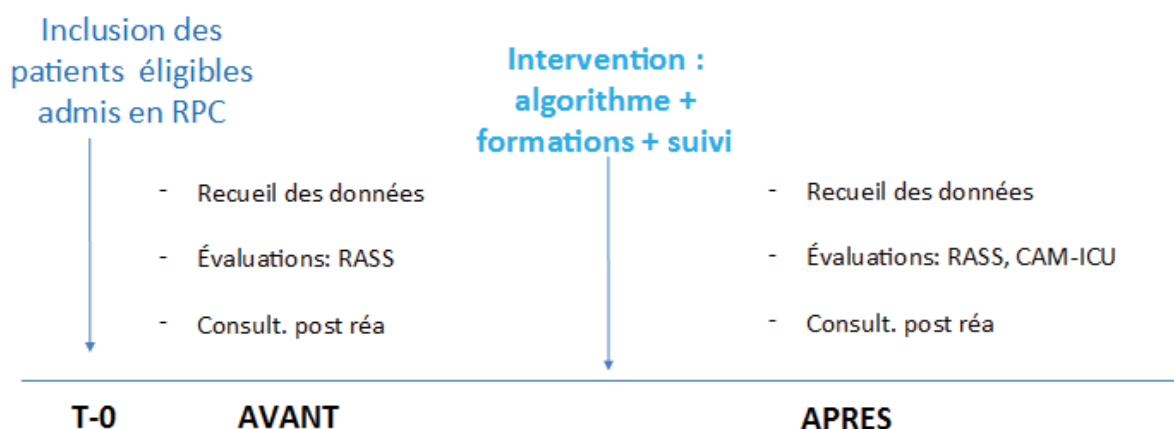 Inclusion des
patients éligibles
admis en RPC
Intervention :
algorithme +
formations + suivi
- Recueil des données
- Évaluations: RASS
- Consult. post réa
- Recueil des données
- Évaluations: RASS, CAM-ICU
- Consult. post réa
T-0 AVANT APRES